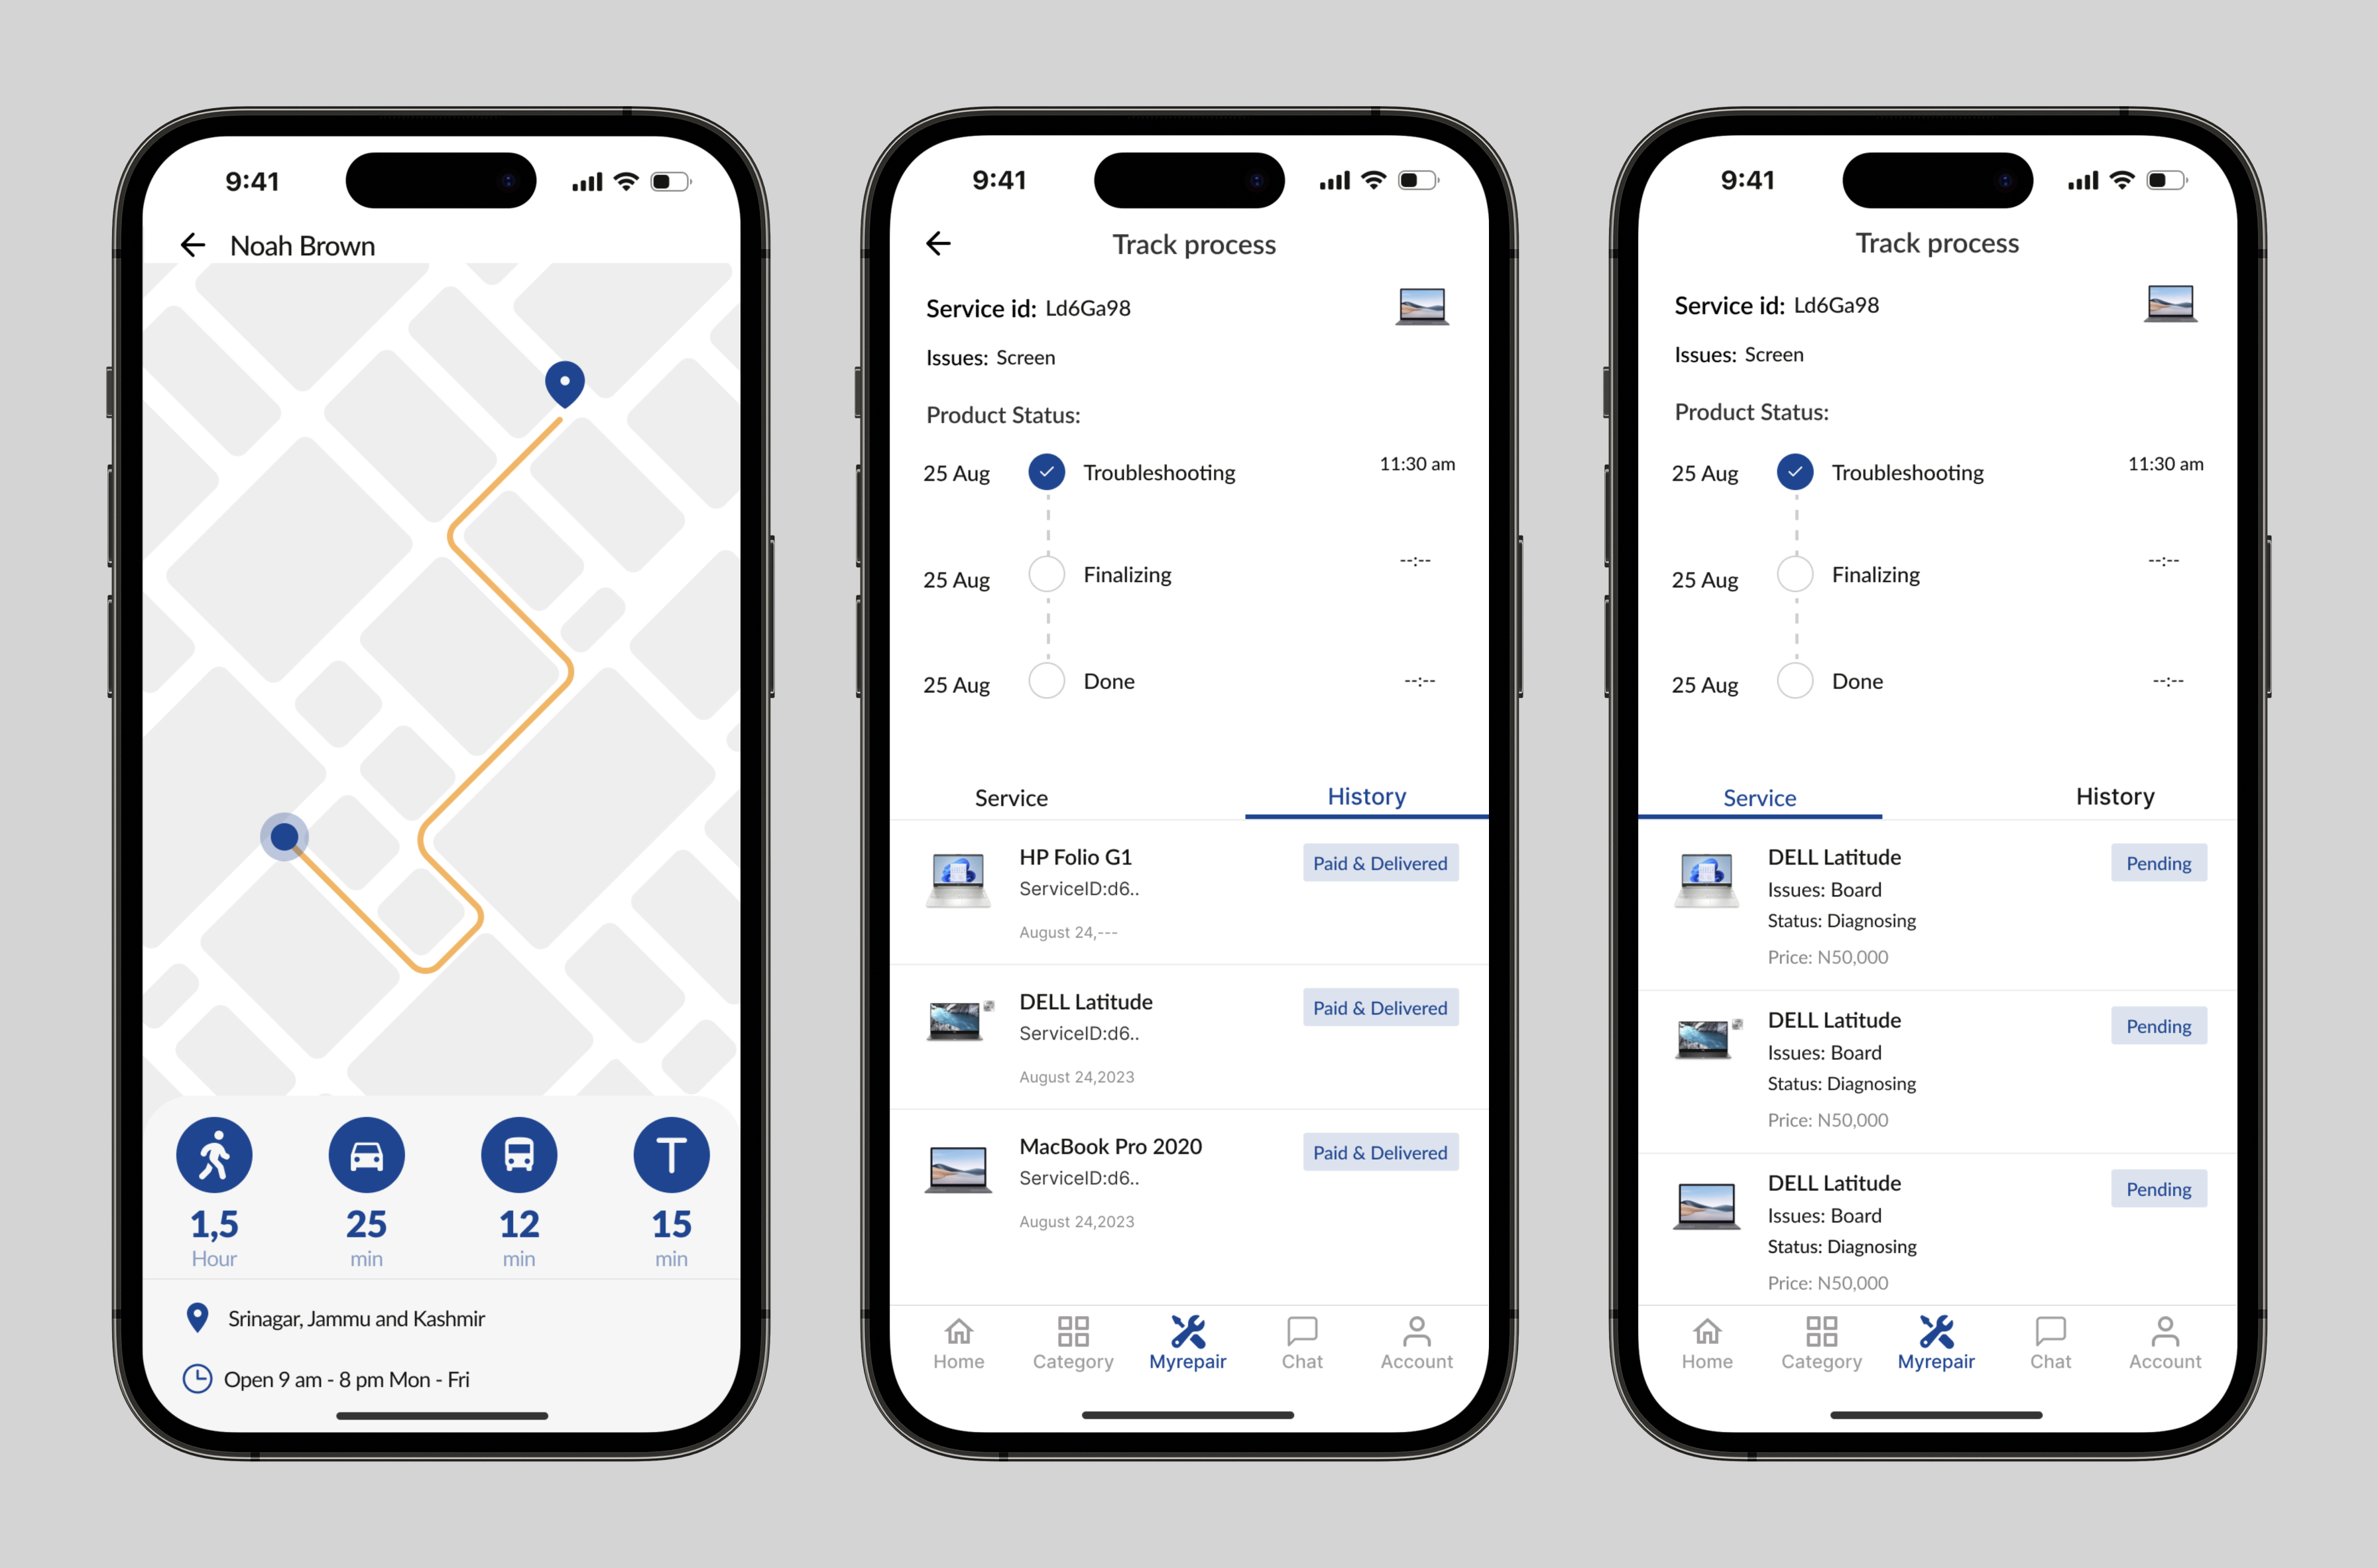 9:41
Noah Brown
T
1,5
Hour
25
min
12
min
15
min
Srinagar, Jammu and Kashmir
Open 9 am - 8 pm Mon - Fri
9:41
Track process
Service id: Ld6Ga98
Issues: Screen
Product Status:
25 Aug Troubleshooting 11:30 am
25 Aug Finalizing --:--
25 Aug Done --:--
Service History
HP Folio G1 Paid & Delivered
ServiceID:d6..
August 24,---
DELL Latitude Paid & Delivered
ServiceID:d6..
August 24,2023
MacBook Pro 2020 Paid & Delivered
ServiceID:d6..
August 24,2023
Home Category Myrepair Chat Account
9:41
Track process
Service id: Ld6Ga98
Issues: Screen
Product Status:
25 Aug Troubleshooting 11:30 am
25 Aug Finalizing --:--
25 Aug Done --:--
Service History
DELL Latitude Pending
Issues: Board
Status: Diagnosing
Price: N50,000
DELL Latitude Pending
Issues: Board
Status: Diagnosing
Price: N50,000
DELL Latitude Pending
Issues: Board
Status: Diagnosing
Price: N50,000
Home Category Myrepair Chat Account